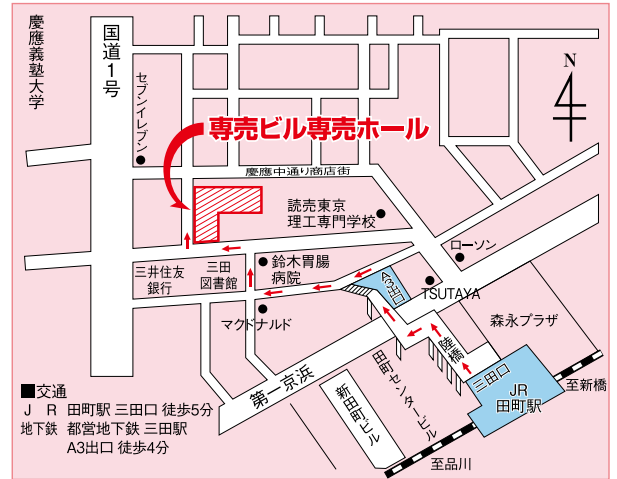 慶應義塾大学
国道1号
セブンイレブン
N
専売ビル専売ホール
慶應中通り商店街
読売東京
理工専門学校
ローソン
三井住友
銀行
三田
図書館
鈴木胃腸
病院
A3出口
TSUTAYA
マクドナルド
森永プラザ
陸橋
第一京浜
田町センタービル
新田町ビル
三田口
JR
田町駅
至新橋
至品川
■交通
JR 田町駅 三田口 徒歩5分
地下鉄 都営地下鉄 三田駅
A3出口 徒歩4分